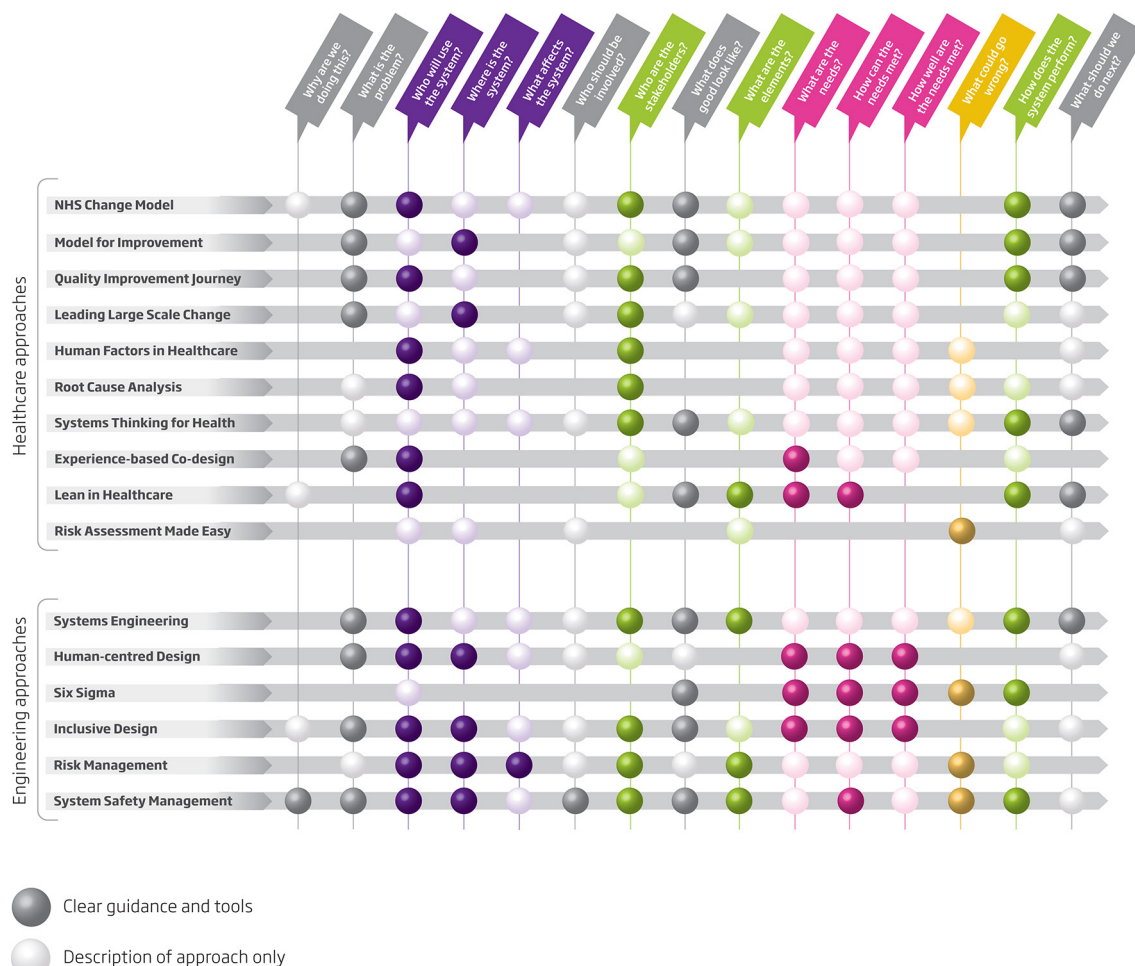 Why are we
doing this?
What is the
problem?
Who will use
the system?
Where is the
system?
What affects
the system?
Who should be
involved?
Who are the
stakeholders?
What does
good look like?
What are the
elements?
What are the
needs?
How can the
needs met?
How well are
the needs met?
What could go
wrong?
How does the
system perform?
What should we
do next?
Healthcare approaches
NHS Change Model
Model for Improvement
Quality Improvement Journey
Leading Large Scale Change
Human Factors in Healthcare
Root Cause Analysis
Systems Thinking for Health
Experience-based Co-design
Lean in Healthcare
Risk Assessment Made Easy
Engineering approaches
Systems Engineering
Human-centred Design
Six Sigma
Inclusive Design
Risk Management
System Safety Management
Clear guidance and tools
Description of approach only